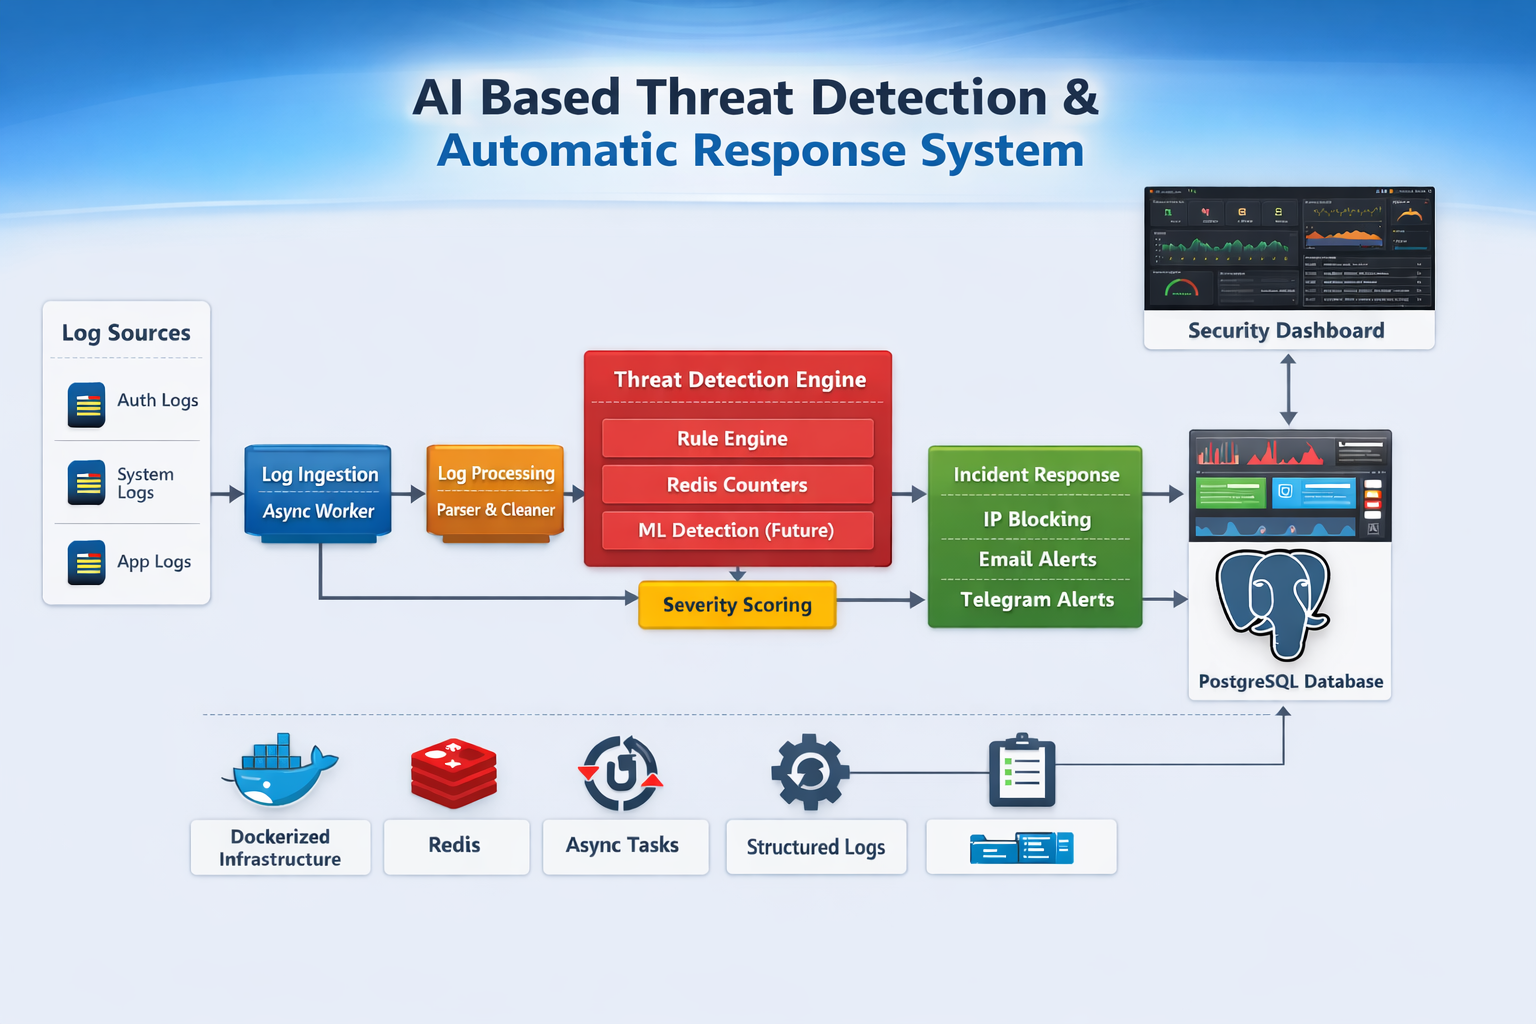 AI Based Threat Detection &
Automatic Response System
Security Dashboard
Log Sources
Auth Logs
System
Logs
App Logs
Log Ingestion
Async Worker
Log Processing
Parser & Cleaner
Threat Detection Engine
Rule Engine
Redis Counters
ML Detection (Future)
Severity Scoring
Incident Response
IP Blocking
Email Alerts
Telegram Alerts
PostgreSQL Database
Dockerized
Infrastructure
Redis
Async Tasks
Structured Logs